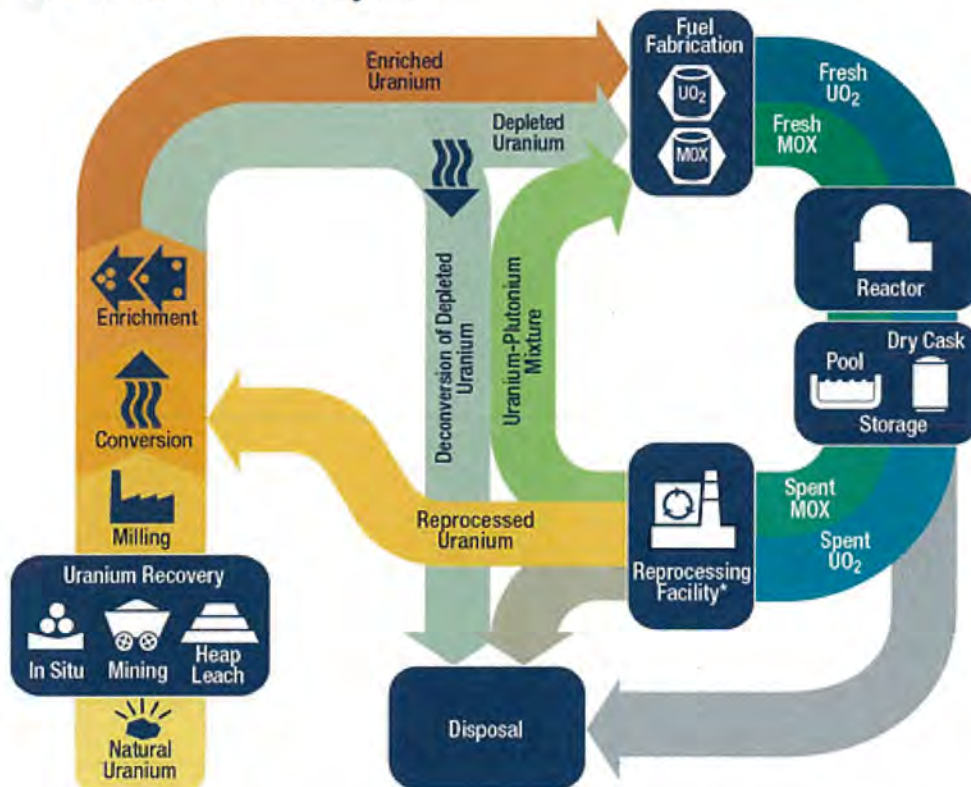 Fuel
Fabrication
UO2
MOX
Enriched
Uranium
Depleted
Uranium
Fresh
UO2
Fresh
MOX
Reactor
Dry Cask
Pool
Storage
Enrichment
Conversion
Milling
Deconversion of Depleted
Uranium
Uranium-Plutonium
Mixture
Reprocessed
Uranium
Reprocessing
Facility*
Spent
MOX
Spent
UO2
Uranium Recovery
In Situ
Mining
Heap
Leach
Natural
Uranium
Disposal